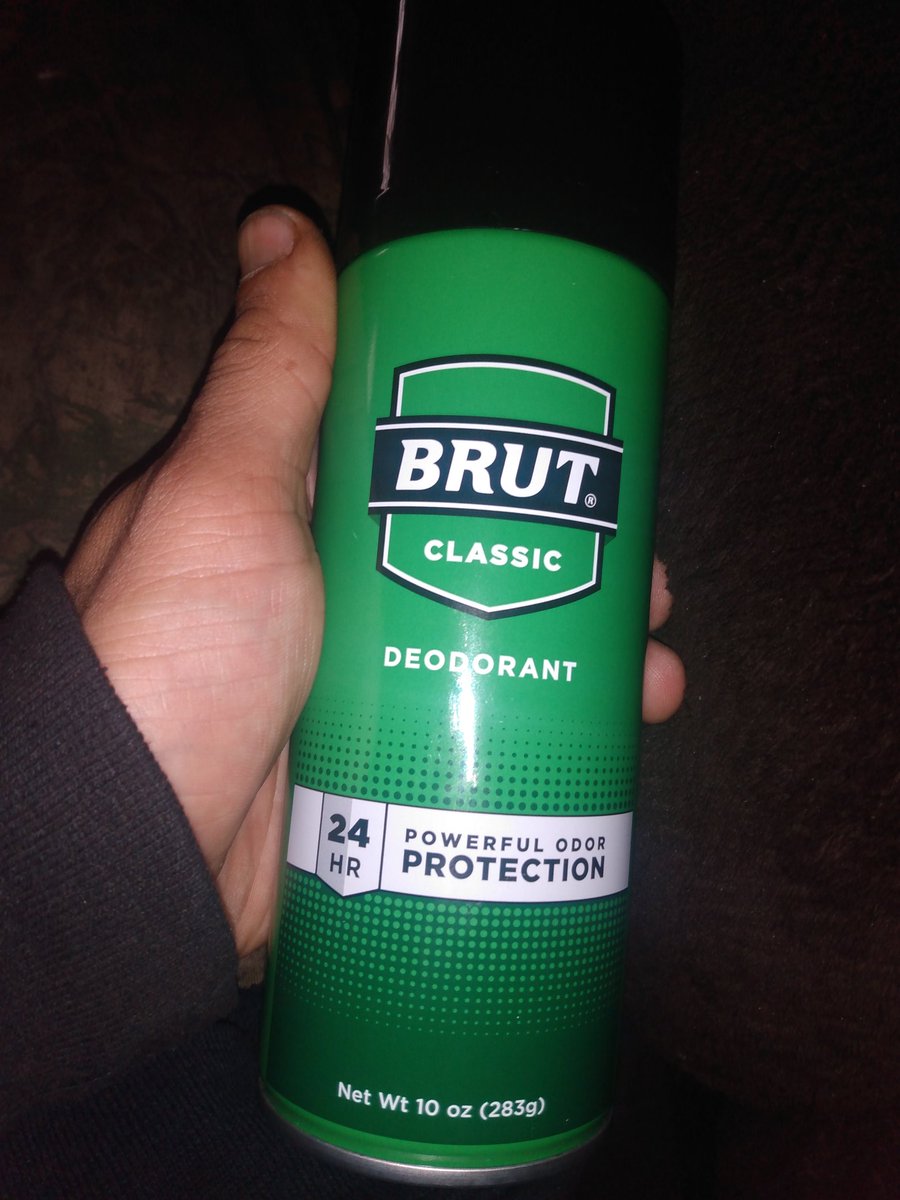 BRUT®
CLASSIC
DEODORANT
24
HR
POWERFUL ODOR
PROTECTION
Net Wt 10 oz (283g)